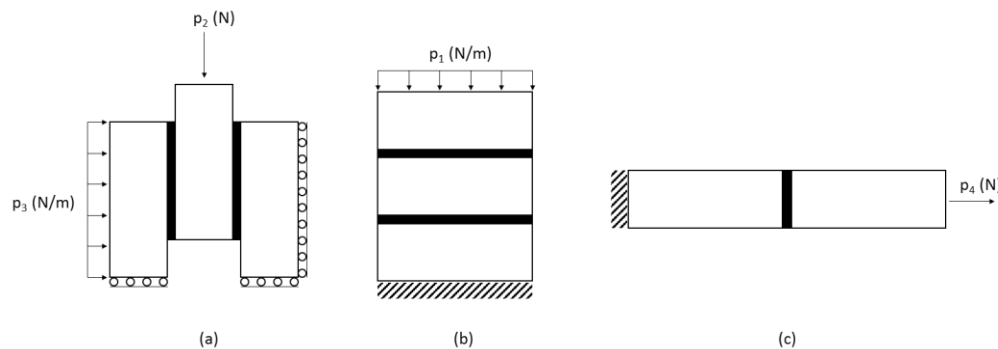 p₂ (N)
p₁ (N/m)
p₃ (N/m)
p₄ (N)
(a)
(b)
(c)